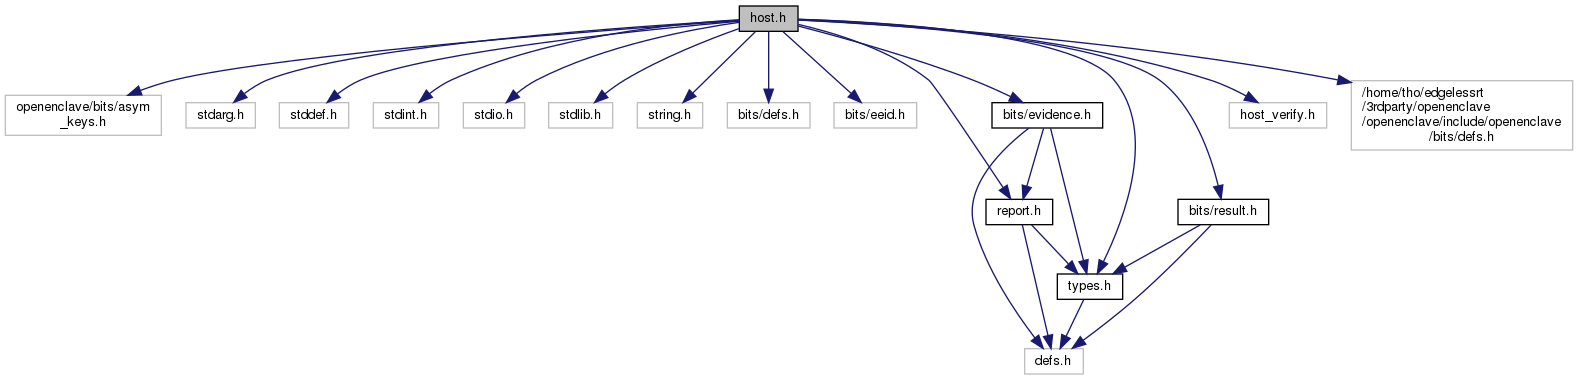 host.h
openenclave/bits/asym
_keys.h
stdarg.h
stddef.h
stdint.h
stdio.h
stdlib.h
string.h
bits/defs.h
bits/eeid.h
bits/evidence.h
host_verify.h
/home/tho/edgelessrt
/3rdparty/openenclave
/openenclave/include/openenclave
/bits/defs.h
report.h
bits/result.h
types.h
defs.h